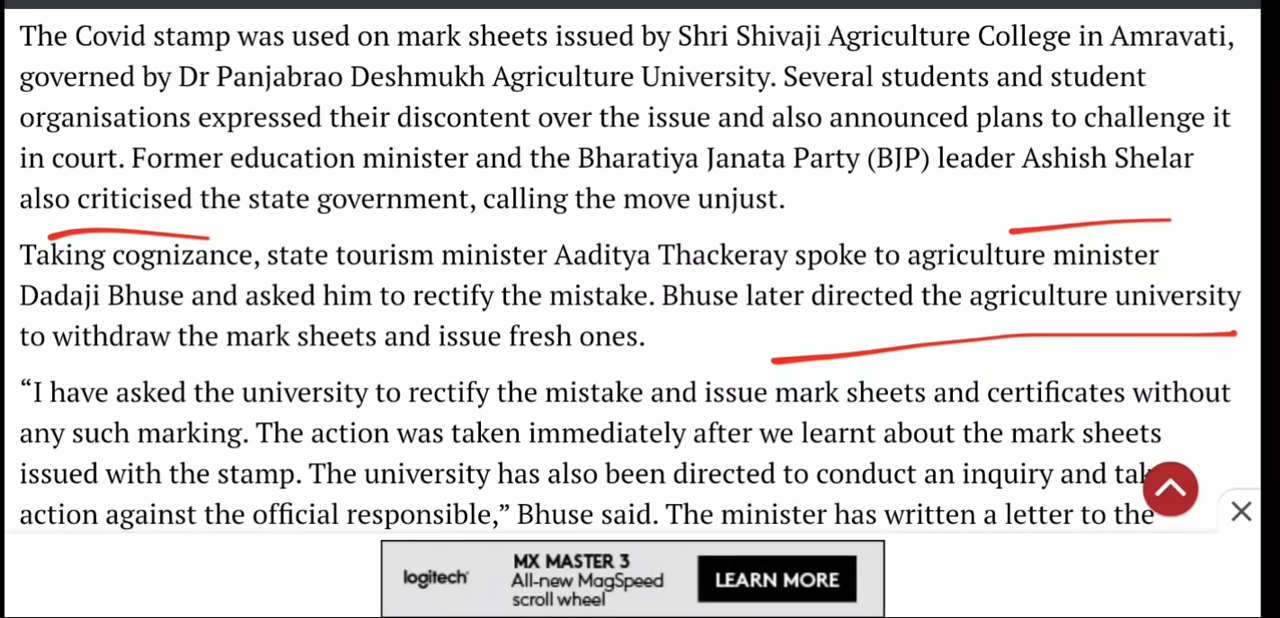 The Covid stamp was used on mark sheets issued by Shri Shivaji Agriculture College in Amravati,
governed by Dr Panjabrao Deshmukh Agriculture University. Several students and student
organisations expressed their discontent over the issue and also announced plans to challenge it
in court. Former education minister and the Bharatiya Janata Party (BJP) leader Ashish Shelar
also criticised the state government, calling the move unjust.
Taking cognizance, state tourism minister Aaditya Thackeray spoke to agriculture minister
Dadaji Bhuse and asked him to rectify the mistake. Bhuse later directed the agriculture university
to withdraw the mark sheets and issue fresh ones.
“I have asked the university to rectify the mistake and issue mark sheets and certificates without
any such marking. The action was taken immediately after we learnt about the mark sheets
issued with the stamp. The university has also been directed to conduct an inquiry and
action against the official responsible,” Bhuse said. The minister has written a letter to the
logitech
MX MASTER 3
All-new MagSpeed
scroll wheel
LEARN MORE